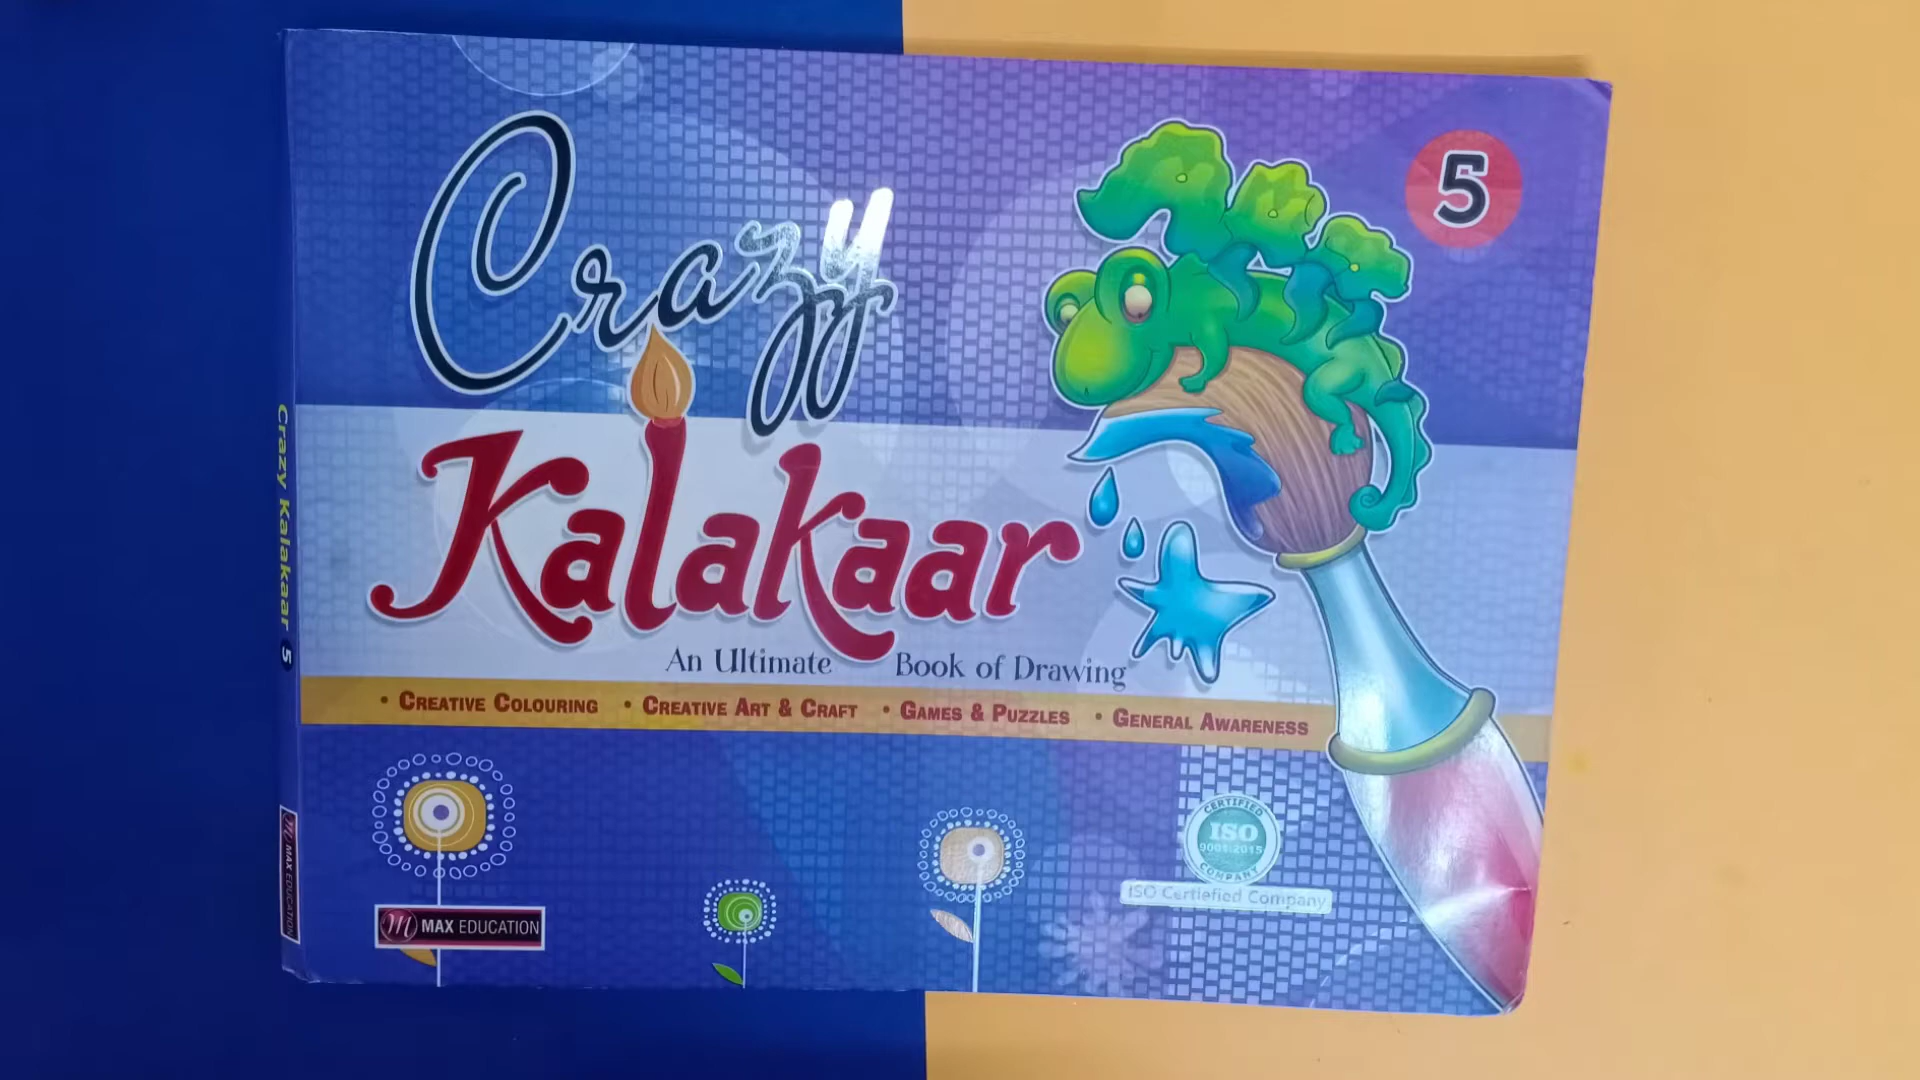 Crazy
5
Kalakaar
An Ultimate Book of Drawing
• CREATIVE COLOURING • CREATIVE ART & CRAFT • GAMES & PUZZLES • GENERAL AWARENESS
CERTIFIED
ISO
9001:2015
COMPANY
ISO Certiefied Company
m MAX EDUCATION
Crazy Kalakaar 5
m MAX EDUCATION